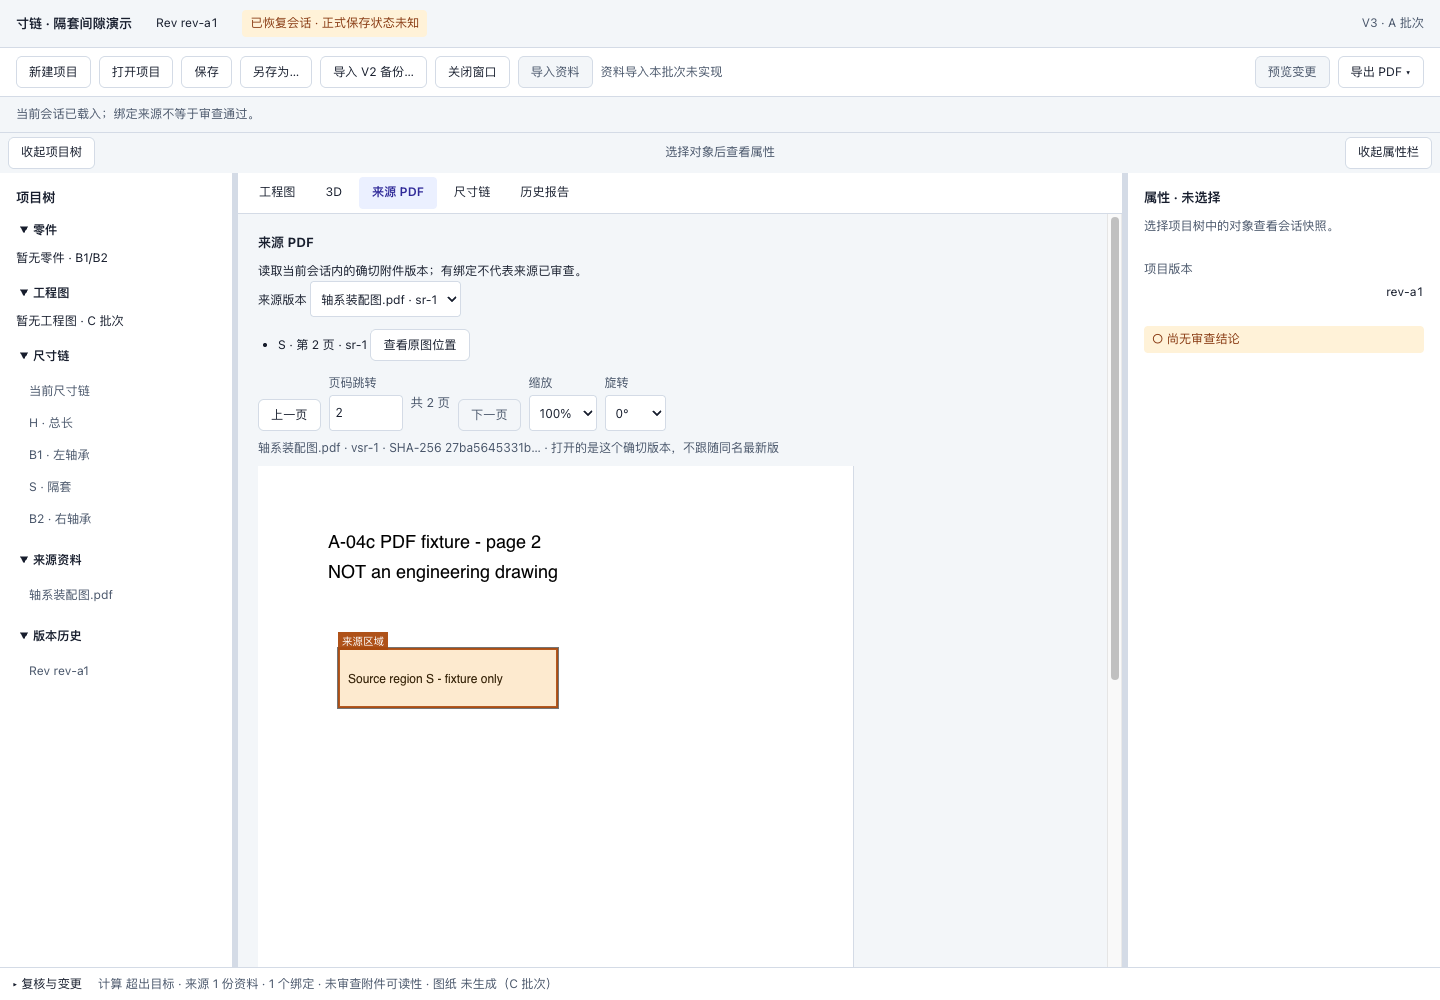 寸链 · 隔套间隙演示 Rev rev-a1 已恢复会话 · 正式保存状态未知 V3 · A 批次
新建项目 打开项目 保存 另存为... 导入 V2 备份... 关闭窗口 导入资料 资料导入本批次未实现 预览变更 导出 PDF ▾
当前会话已载入；绑定来源不等于审查通过。
收起项目树 选择对象后查看属性 收起属性栏
项目树
▼ 零件
暂无零件 · B1/B2
▼ 工程图
暂无工程图 · C 批次
▼ 尺寸链
当前尺寸链
H · 总长
B1 · 左轴承
S · 隔套
B2 · 右轴承
▼ 来源资料
轴系装配图.pdf
▼ 版本历史
Rev rev-a1
工程图 3D 来源 PDF 尺寸链 历史报告
来源 PDF
读取当前会话内的确切附件版本；有绑定不代表来源已审查。
来源版本 轴系装配图.pdf · sr-1
• S · 第 2 页 · sr-1 查看原图位置
页码跳转 缩放 旋转
上一页 2 共 2 页 下一页 100% 0°
轴系装配图.pdf · vsr-1 · SHA-256 27ba5645331b... · 打开的是这个确切版本，不跟随同名最新版
A-04c PDF fixture - page 2
NOT an engineering drawing
来源区域
Source region S - fixture only
属性 · 未选择
选择项目树中的对象查看会话快照。
项目版本
rev-a1
○ 尚无审查结论
▸ 复核与变更 计算 超出目标 · 来源 1 份资料 · 1 个绑定 · 未审查附件可读性 · 图纸 未生成（C 批次）